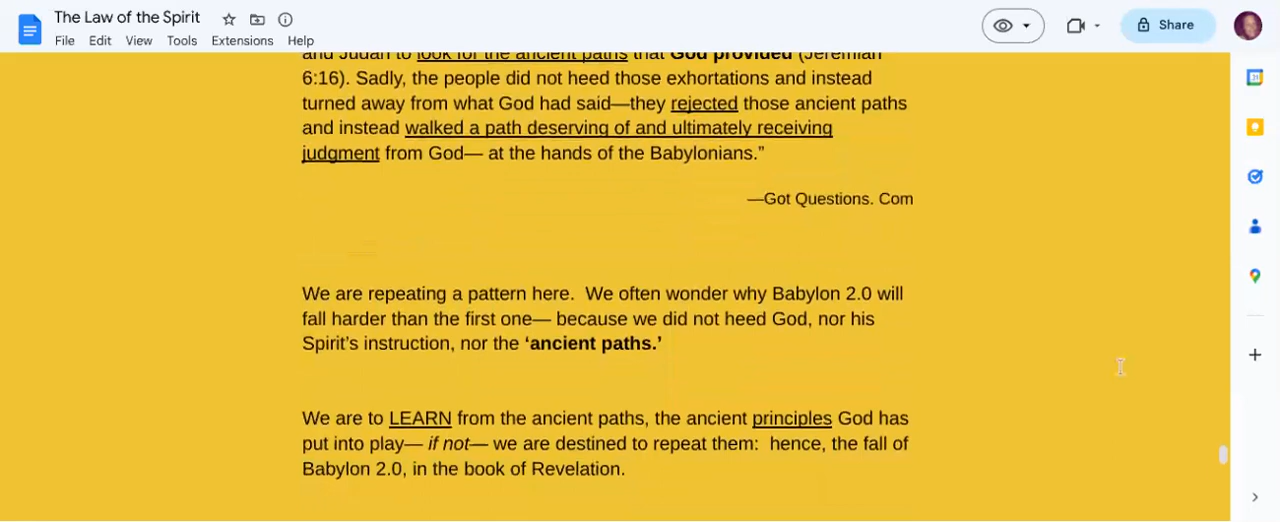 The Law of the Spirit
File Edit View Tools Extensions Help
Share
and Judah to look for the ancient paths that God provided (Jeremiah
6:16). Sadly, the people did not heed those exhortations and instead
turned away from what God had said—they rejected those ancient paths
and instead walked a path deserving of and ultimately receiving
judgment from God— at the hands of the Babylonians.”
—Got Questions. Com
We are repeating a pattern here.  We often wonder why Babylon 2.0 will
fall harder than the first one— because we did not heed God, nor his
Spirit’s instruction, nor the ‘ancient paths.’
We are to LEARN from the ancient paths, the ancient principles God has
put into play— if not— we are destined to repeat them:  hence, the fall of
Babylon 2.0, in the book of Revelation.